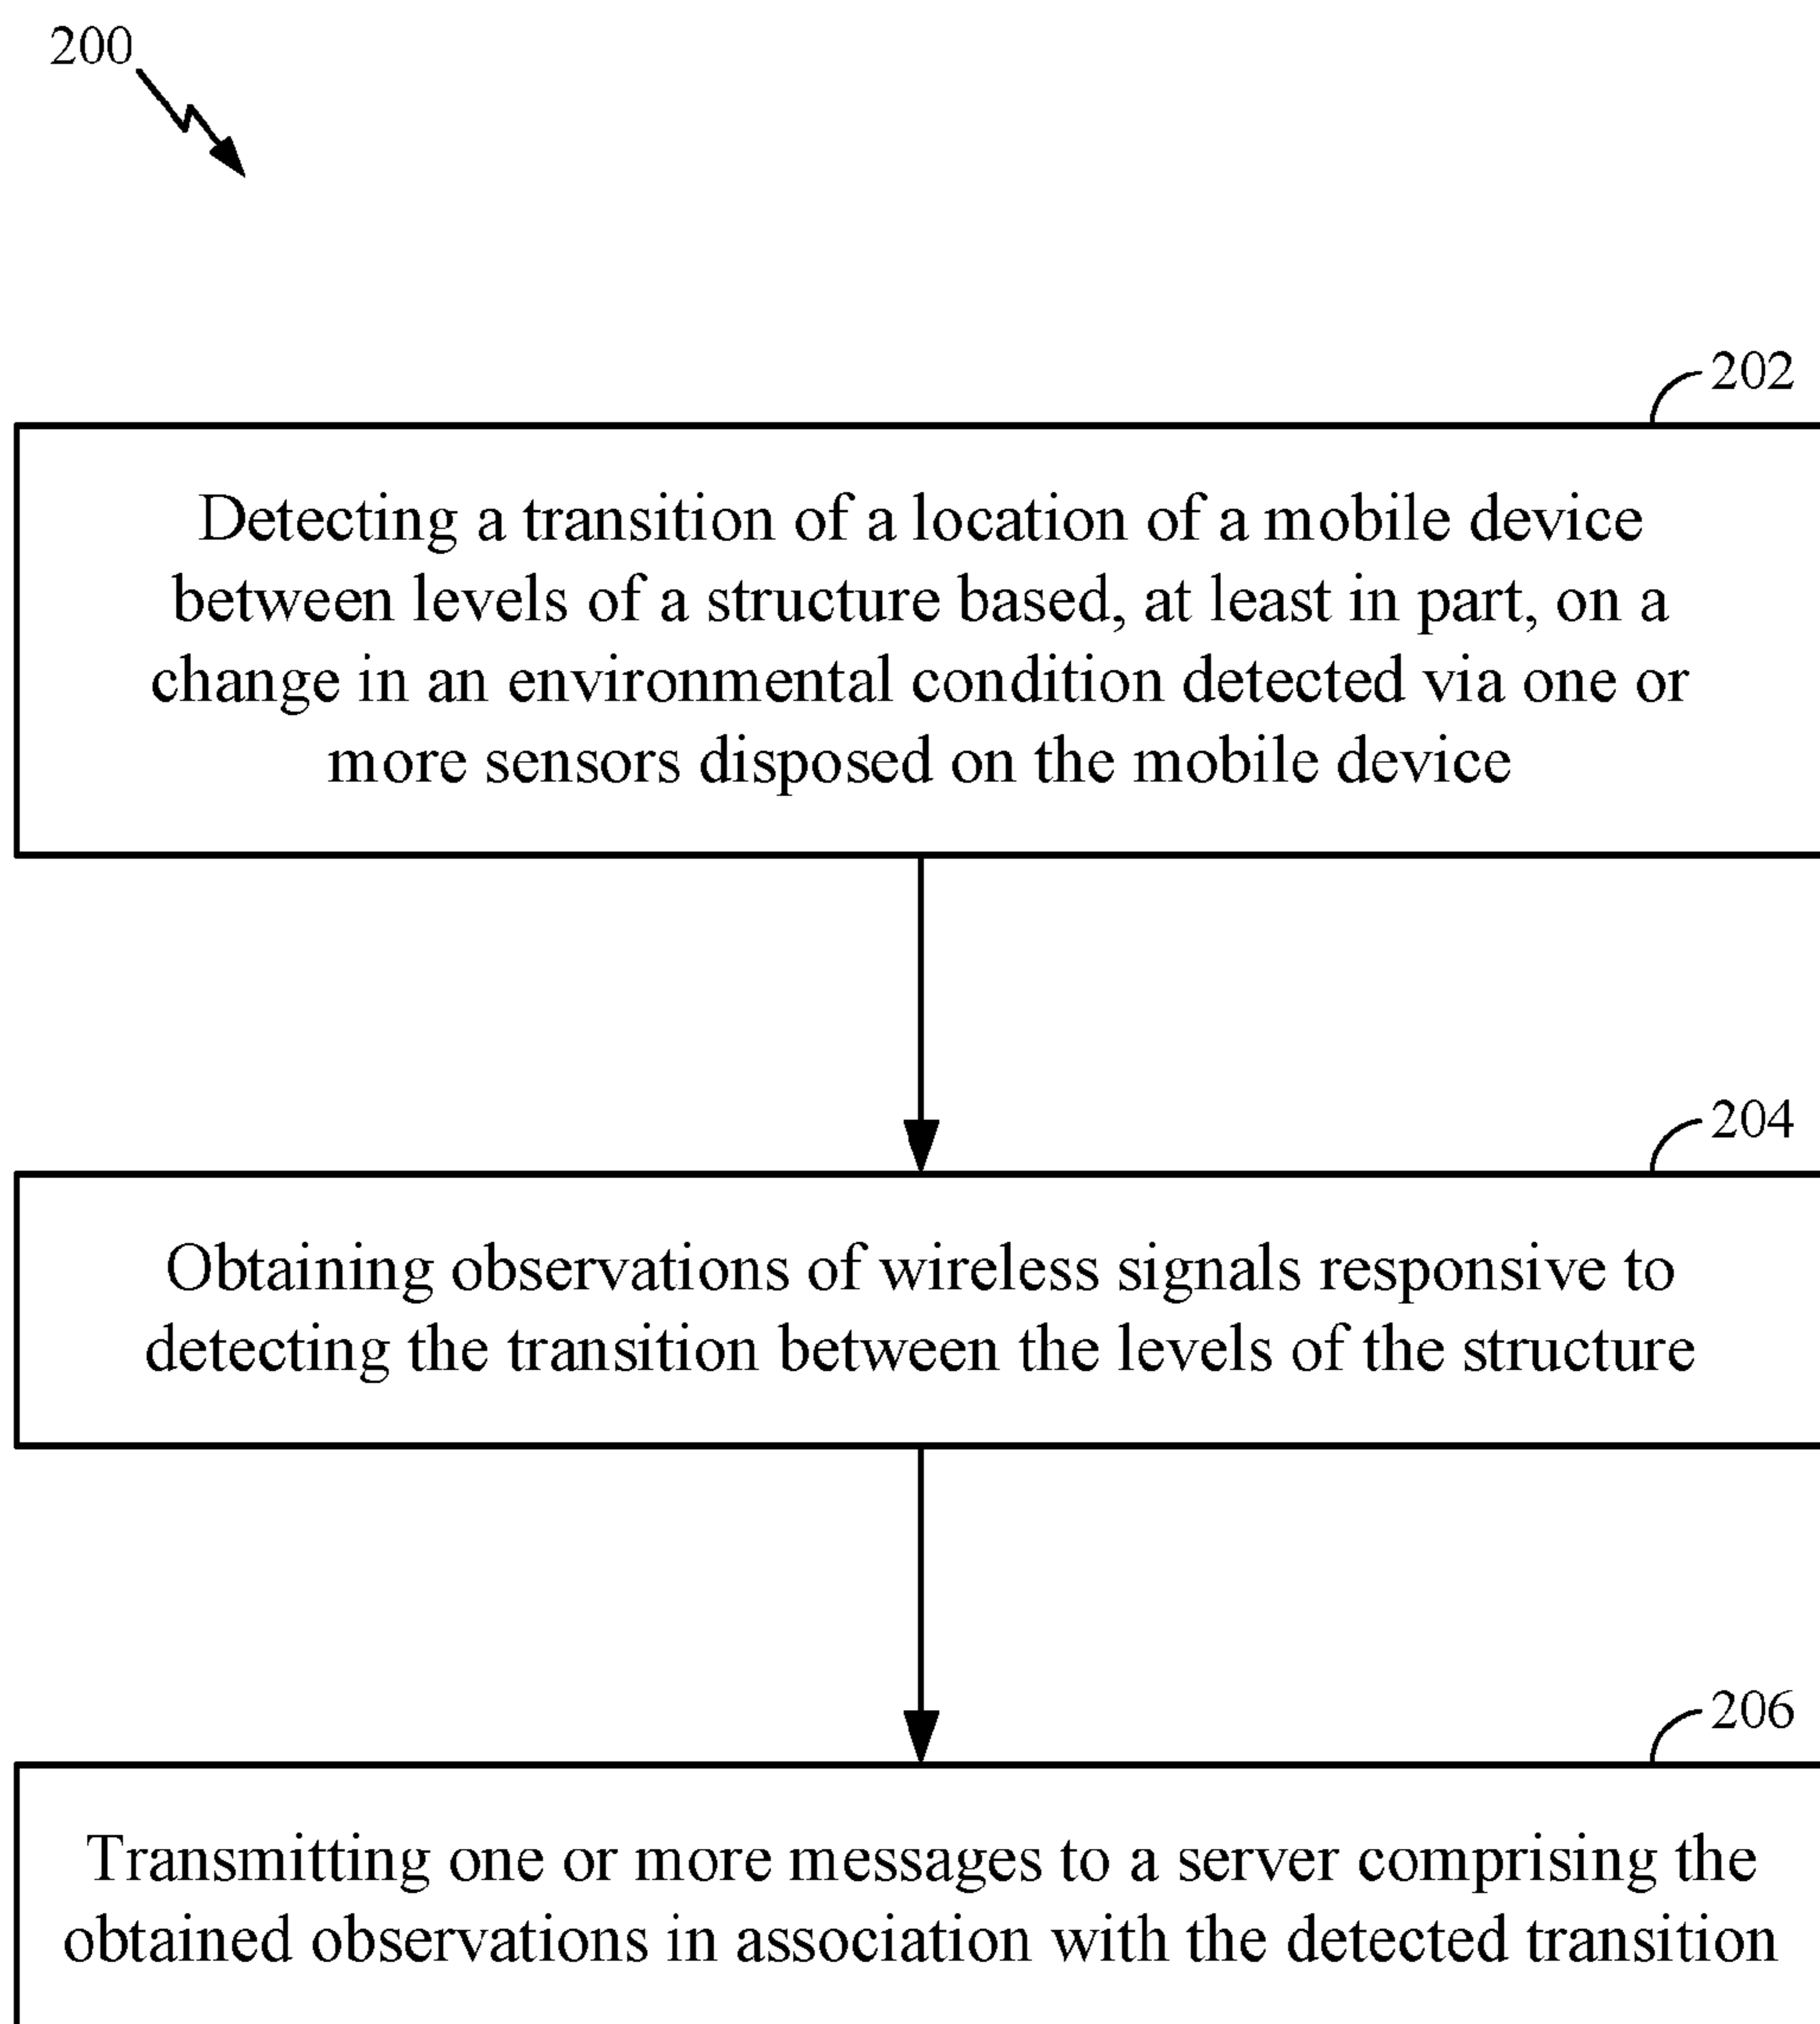 200
202
Detecting a transition of a location of a mobile device
between levels of a structure based, at least in part, on a
change in an environmental condition detected via one or
more sensors disposed on the mobile device
204
Obtaining observations of wireless signals responsive to
detecting the transition between the levels of the structure
206
Transmitting one or more messages to a server comprising the
obtained observations in association with the detected transition